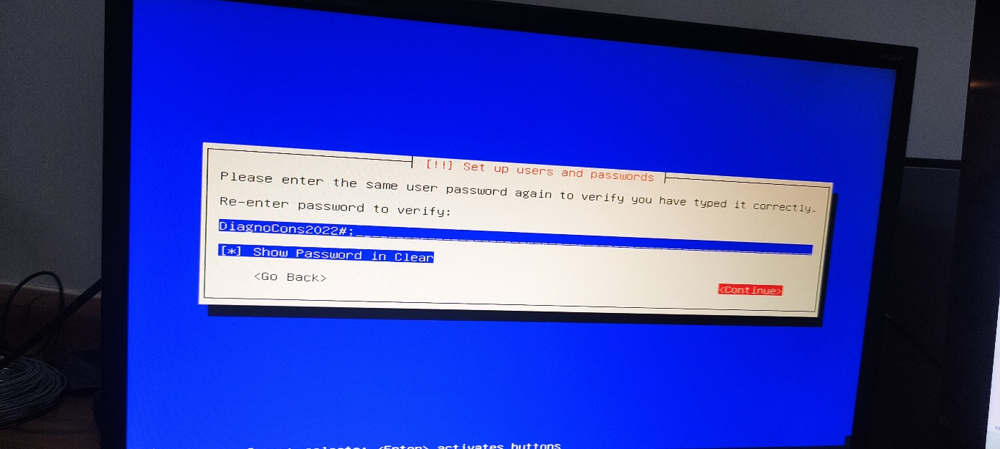 [!!] Set up users and passwords
Please enter the same user password again to verify you have typed it correctly.
Re-enter password to verify:
DiagnoCons2022#;
[*] Show Password in Clear
<Go Back>
<Continue>
<Enter> activates buttons